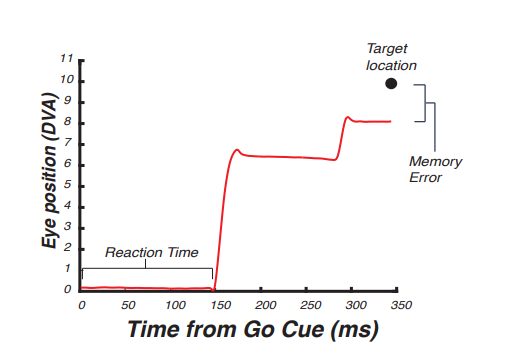 Target
location
11
10
9
8
7
6
5
4
3
2
1
0
Eye position (DVA)
Memory
Error
Reaction Time
0 50 100 150 200 250 300 350
Time from Go Cue (ms)